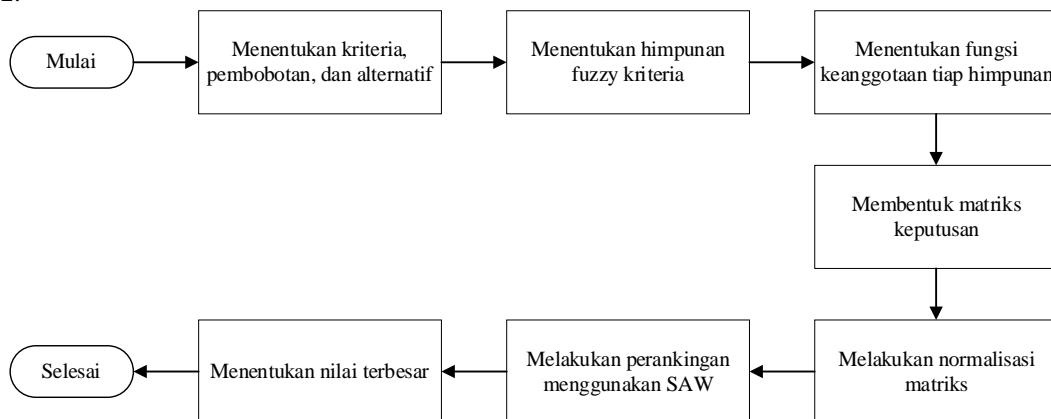 2.
Mulai
Menentukan kriteria,
pembobotan, dan alternatif
Menentukan himpunan
fuzzy kriteria
Menentukan fungsi
keanggotaan tiap himpunan
Membentuk matriks
keputusan
Melakukan normalisasi
matriks
Melakukan perankingan
menggunakan SAW
Menentukan nilai terbesar
Selesai